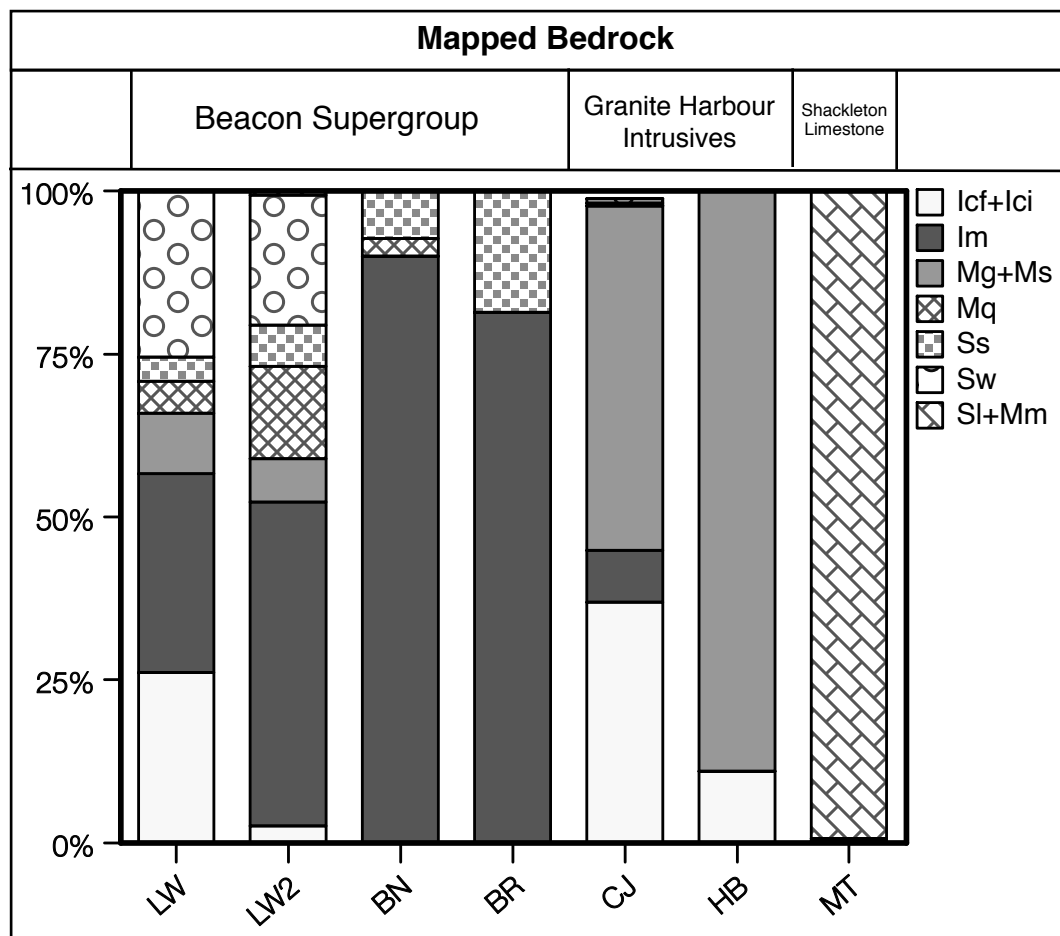 Mapped Bedrock
Beacon Supergroup
Granite Harbour
Intrusives
Shackleton
Limestone
100%
75%
50%
25%
0%
LW
LW2
BN
BR
CJ
HB
MT
Icf+Ici
Im
Mg+Ms
Mq
Ss
Sw
Sl+Mm